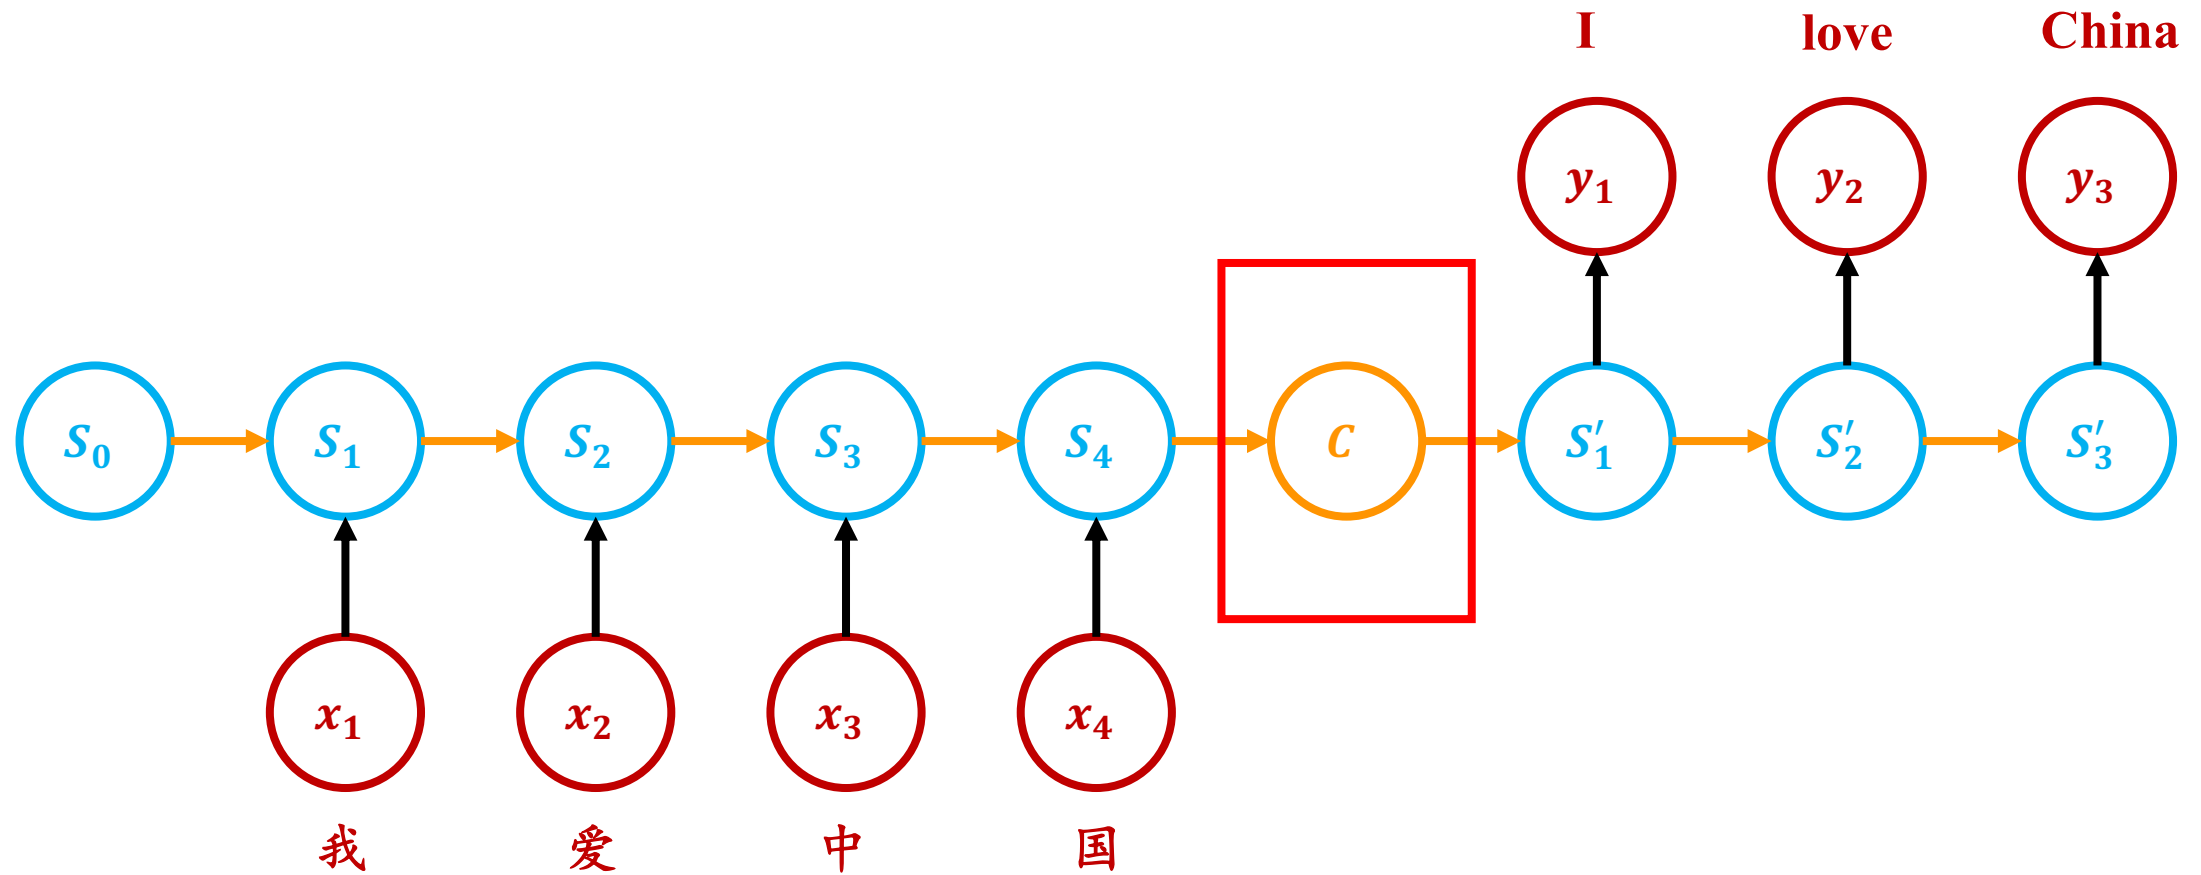 I love China
y₁ y₂ y₃
S₀ S₁ S₂ S₃ S₄ C S′₁ S′₂ S′₃
x₁ x₂ x₃ x₄
我 爱 中 国